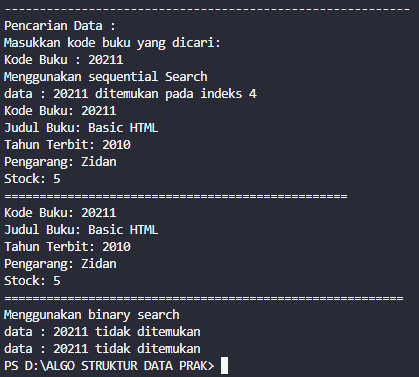 ----------------------------------------------------------
Pencarian Data :
Masukkan kode buku yang dicari:
Kode Buku : 20211
Menggunakan sequential Search
data : 20211 ditemukan pada indeks 4
Kode Buku: 20211
Judul Buku: Basic HTML
Tahun Terbit: 2010
Pengarang: Zidan
Stock: 5
=================================================
Kode Buku: 20211
Judul Buku: Basic HTML
Tahun Terbit: 2010
Pengarang: Zidan
Stock: 5
=========================================================
Menggunakan binary search
data : 20211 tidak ditemukan
data : 20211 tidak ditemukan
PS D:\ALGO STRUKTUR DATA PRAK>